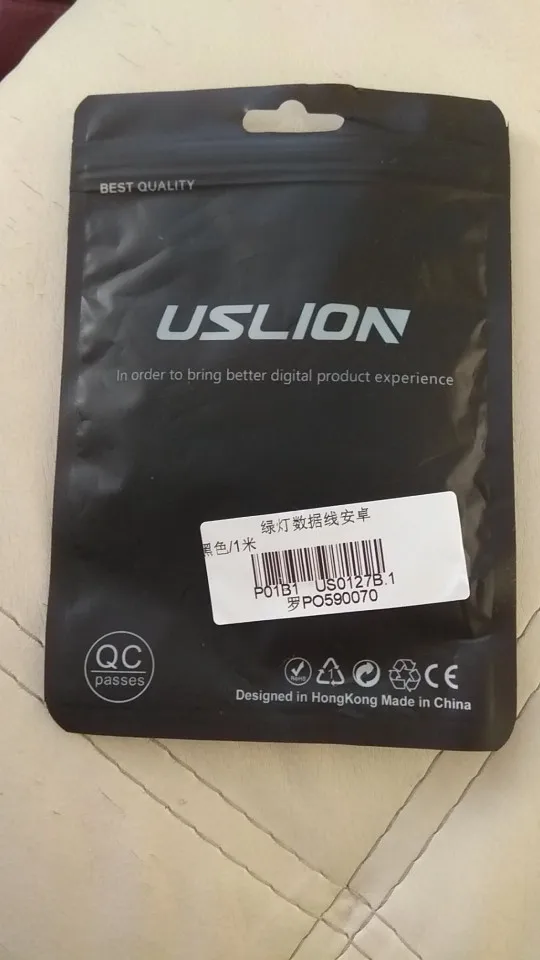 BEST QUALITY
USLION
In order to bring better digital product experience
绿灯数据线安卓
黑色/1米
P01B1 US0127B.1
罗PO590070
QC
passes
RoHS
1
CE
Designed in HongKong Made in China